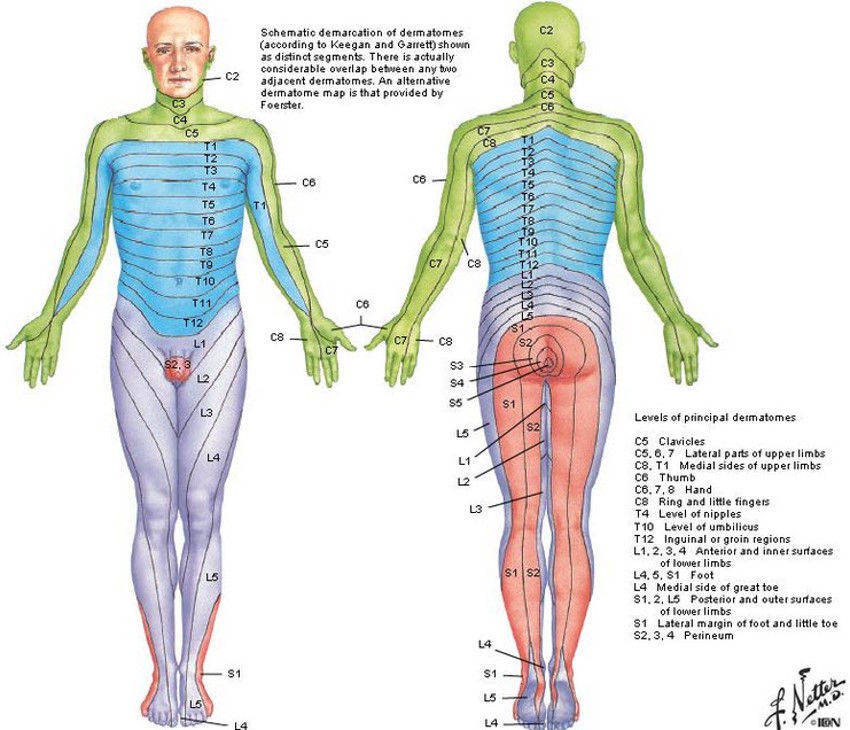 Schematic demarcation of dermatomes
(according to Keegan and Garrett) shown
as distinct segments. There is actually
considerable overlap between any two
adjacent dermatomes. An alternative
dermatome map is that provided by
Foerster.
C2
C3
C4
C5
T1
T2
T3
T4
T5
T6
T7
T8
T9
T10
T11
T12
L1
S2, 3
L2
L3
L4
L5
S1
L5
L4
C6
T1
C5
C6
C8
C7
C2
C3
C4
C5
C6
C7
C8
T1
T2
T3
T4
T5
T6
T7
T8
T9
T10
T11
T12
L1
L2
L3
L4
L5
S1
S2
S3
S4
S5
C6
C7
C8
C7
C8
S1
S2
L5
L1
L2
L3
S1 S2
L4
S1
L5
L4
Levels of principal dermatomes
C5 Clavicles
C5, 6, 7 Lateral parts of upper limbs
C8, T1 Medial sides of upper limbs
C6 Thumb
C6, 7, 8 Hand
C8 Ring and little fingers
T4 Level of nipples
T10 Level of umbilicus
T12 Inguinal or groin regions
L1, 2, 3, 4 Anterior and inner surfaces
of lower limbs
L4, 5, S1 Foot
L4 Medial side of great toe
S1, 2, L5 Posterior and outer surfaces
of lower limbs
S1 Lateral margin of foot and little toe
S2, 3, 4 Perineum
F. Netter
M.D.